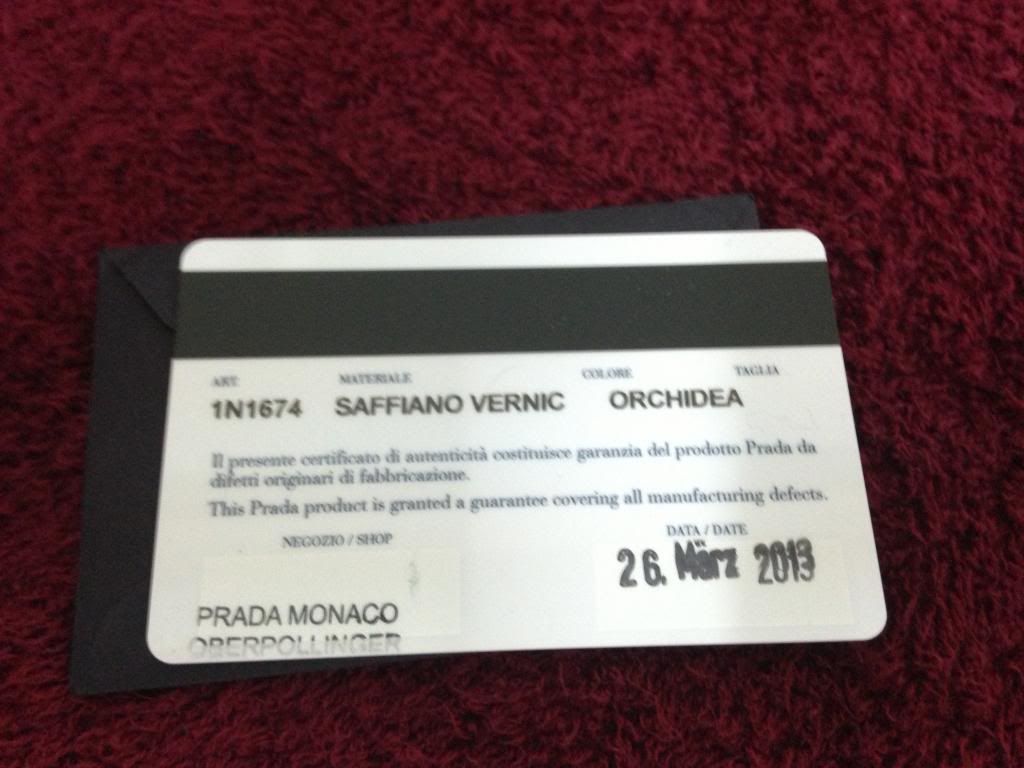 ART. MATERIALE COLORE TAGLIA
1N1674 SAFFIANO VERNIC ORCHIDEA
Il presente certificato di autenticità costituisce garanzia del prodotto Prada da
difetti originari di fabbricazione.
This Prada product is granted a guarantee covering all manufacturing defects.
NEGOZIO / SHOP DATA / DATE
26. März 2013
PRADA MONACO
OBERPOLLINGER